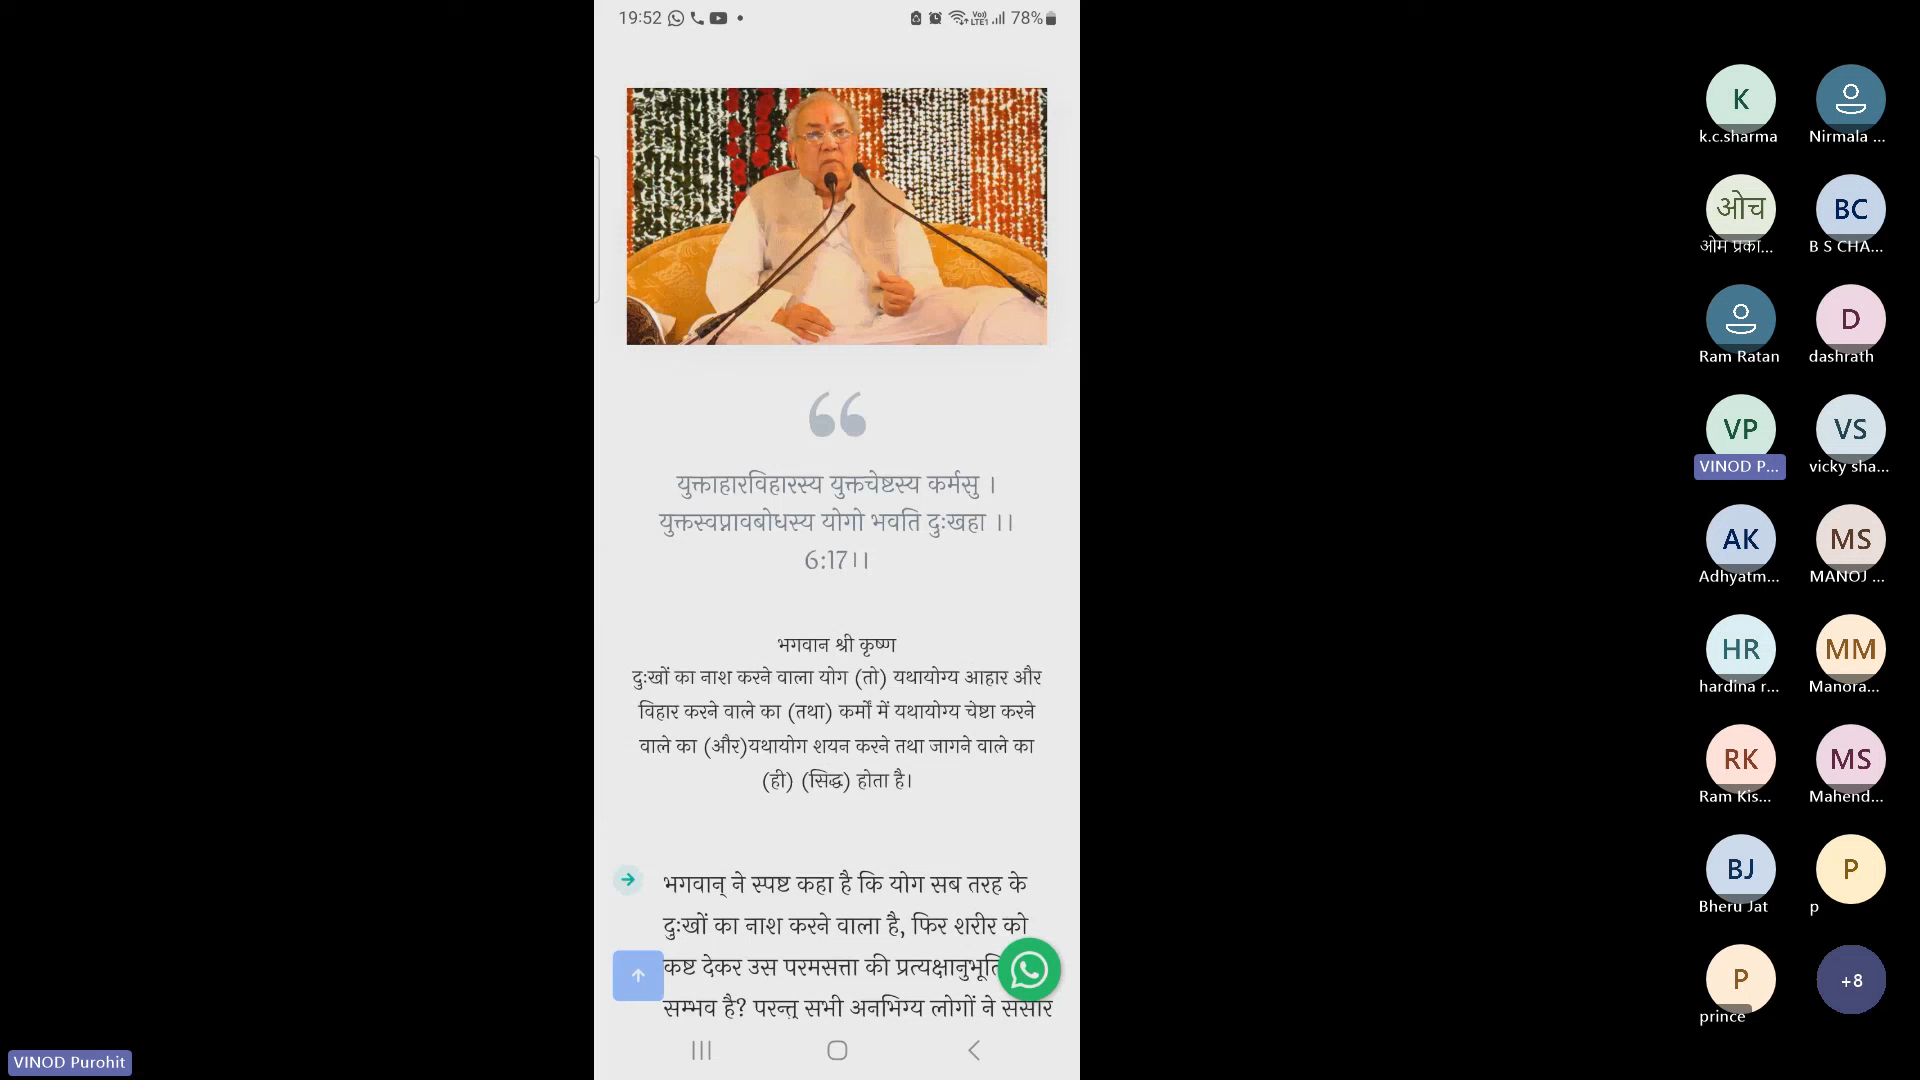 19:52
Vo))
LTE1
78%
युक्ताहारविहारस्य युक्तचेष्टस्य कर्मसु ।
युक्तस्वप्नावबोधस्य योगो भवति दुःखहा ।।
6:17।।
भगवान श्री कृष्ण
दुःखों का नाश करने वाला योग (तो) यथायोग्य आहार और
विहार करने वाले का (तथा) कर्मों में यथायोग्य चेष्टा करने
वाले का (और)यथायोग शयन करने तथा जागने वाले का
(ही) (सिद्ध) होता है।
भगवान् ने स्पष्ट कहा है कि योग सब तरह के
दुःखों का नाश करने वाला है, फिर शरीर को
कष्ट देकर उस परमसत्ता की
सम्भव है? परन्तु सभी अनभिग्य लोगों ने संसार
K
k.c.sharma
Nirmala ...
ओच
ओम प्रका...
BC
B S CHA...
Ram Ratan
D
dashrath
VP
VINOD P...
VS
vicky sha...
AK
Adhyatm...
MS
MANOJ ...
HR
hardina r...
MM
Manora...
RK
Ram Kis...
MS
Mahend...
BJ
Bheru Jat
P
p
P
prince
+8
VINOD Purohit